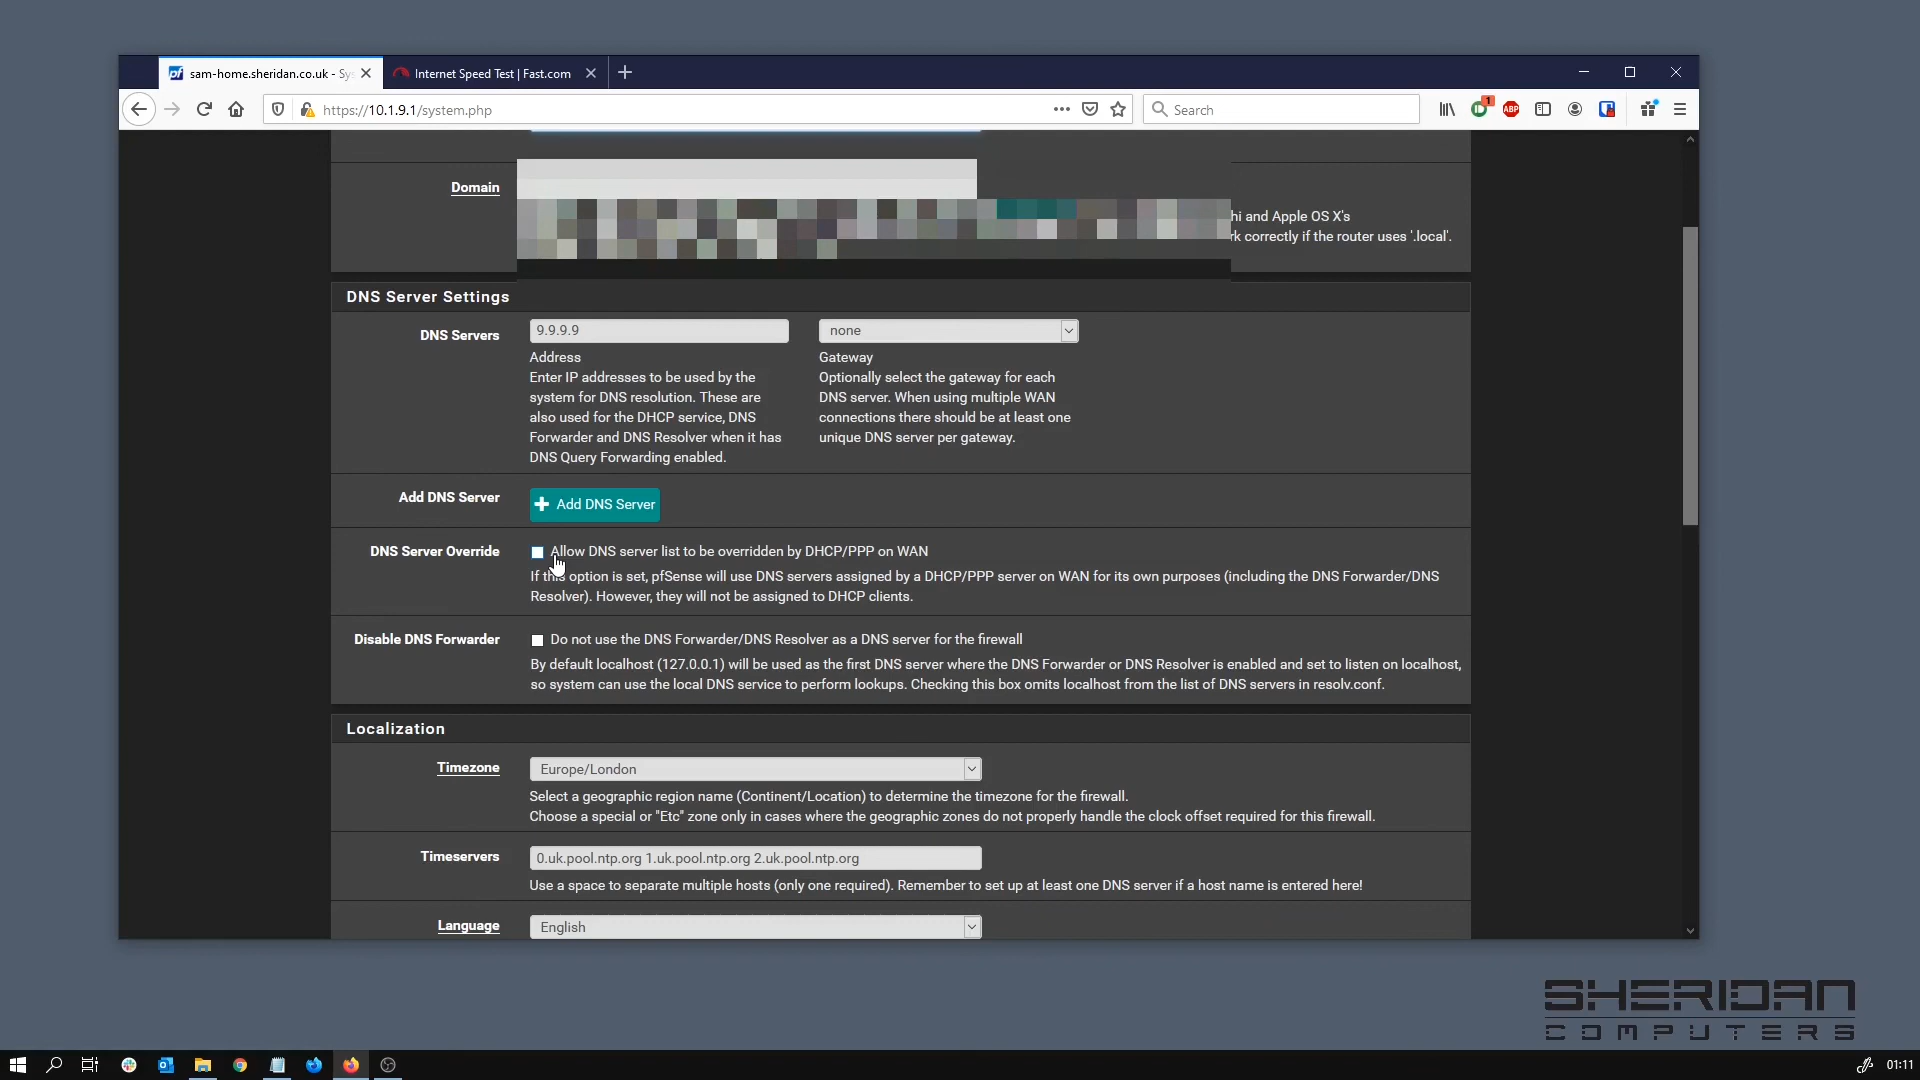 sam-home.sheridan.co.uk - Sy
Internet Speed Test | Fast.com
https://10.1.9.1/system.php
Search
1
ABP
Domain
hi and Apple OS X's
rk correctly if the router uses '.local'.
DNS Server Settings
DNS Servers
9.9.9.9
none
Address
Enter IP addresses to be used by the
system for DNS resolution. These are
also used for the DHCP service, DNS
Forwarder and DNS Resolver when it has
DNS Query Forwarding enabled.
Gateway
Optionally select the gateway for each
DNS server. When using multiple WAN
connections there should be at least one
unique DNS server per gateway.
Add DNS Server
Add DNS Server
DNS Server Override
Allow DNS server list to be overridden by DHCP/PPP on WAN
If this option is set, pfSense will use DNS servers assigned by a DHCP/PPP server on WAN for its own purposes (including the DNS Forwarder/DNS
Resolver). However, they will not be assigned to DHCP clients.
Disable DNS Forwarder
Do not use the DNS Forwarder/DNS Resolver as a DNS server for the firewall
By default localhost (127.0.0.1) will be used as the first DNS server where the DNS Forwarder or DNS Resolver is enabled and set to listen on localhost,
so system can use the local DNS service to perform lookups. Checking this box omits localhost from the list of DNS servers in resolv.conf.
Localization
Timezone
Europe/London
Select a geographic region name (Continent/Location) to determine the timezone for the firewall.
Choose a special or "Etc" zone only in cases where the geographic zones do not properly handle the clock offset required for this firewall.
Timeservers
0.uk.pool.ntp.org 1.uk.pool.ntp.org 2.uk.pool.ntp.org
Use a space to separate multiple hosts (only one required). Remember to set up at least one DNS server if a host name is entered here!
Language
English
SHERIDAN
COMPUTERS
01:11